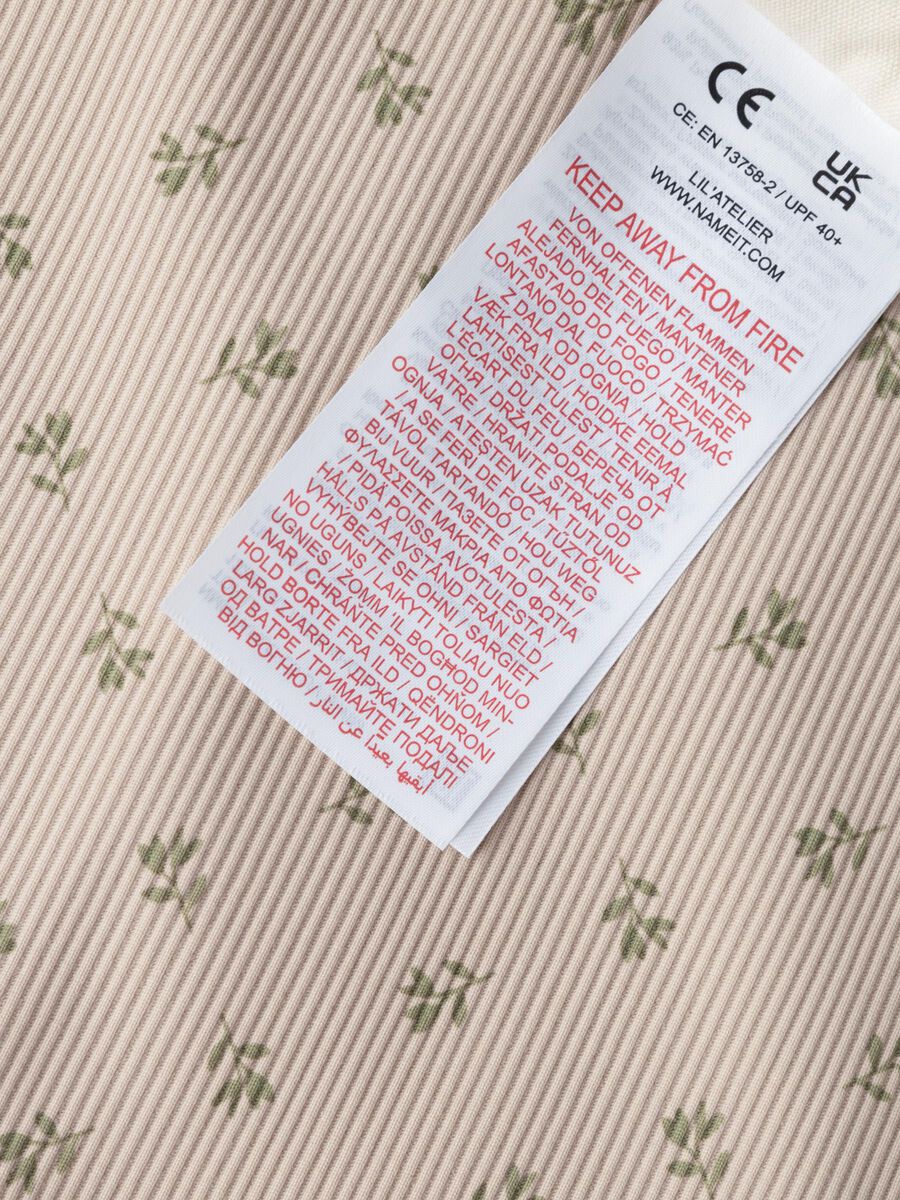 CE
CE: EN 13758-2 / UPF 40+
UK
CA
LIL'ATELIER
WWW.NAMEIT.COM
KEEP AWAY FROM FIRE
VON OFFENEN FLAMMEN
FERNHALTEN / MANTENER
ALEJADO DEL FUEGO / MANTER
AFASTADO DO FOGO / TENERE
LONTANO DAL FUOCO / TRZYMAĆ
Z DALA OD OGNIA / HOLD
VÆK FRA ILD / HOIDKE EEMAL
LAHTISEST TULEST / TENIR À
L'ÉCART DU FEU / БЕРЕЧЬ ОТ
ОГНЯ / DRŽATI PODALJE OD
VATRE / HRANITE STRAN OD
OGNJA / ATEŞTEN UZAK TUTUNUZ
/ A SE FERI DE FOC / TŰZTŐL
TÁVOL TARTANDÓ / HOU WEG
BIJ VUUR / ПАЗЕТЕ ОТ ОГЪН /
ΦΥΛΑΣΣΕΤΕ ΜΑΚΡΙΑ ΑΠΟ ΦΩΤΙΑ
/ PIDÄ POISSA AVOTULESTA /
HÅLLS PÅ AVSTÅND FRÅN ELD /
VYHÝBEJTE SE OHNI / SARGIET
NO UGUNS / LAIKYTI TOLIAU NUO
UGNIES / ŻOMM 'IL BOGĦOD MIN-
NAR / CHRÁŇTE PRED OHŇOM /
HOLD BORTE FRA ILD / QËNDRONI
LARG ZJARRIT / ДРЖАТИ ДАЉЕ
ОД ВАТРЕ / ТРИМАЙТЕ ПОДАЛІ
ВІД ВОГНЮ / أبقيها بعيداً عن النار